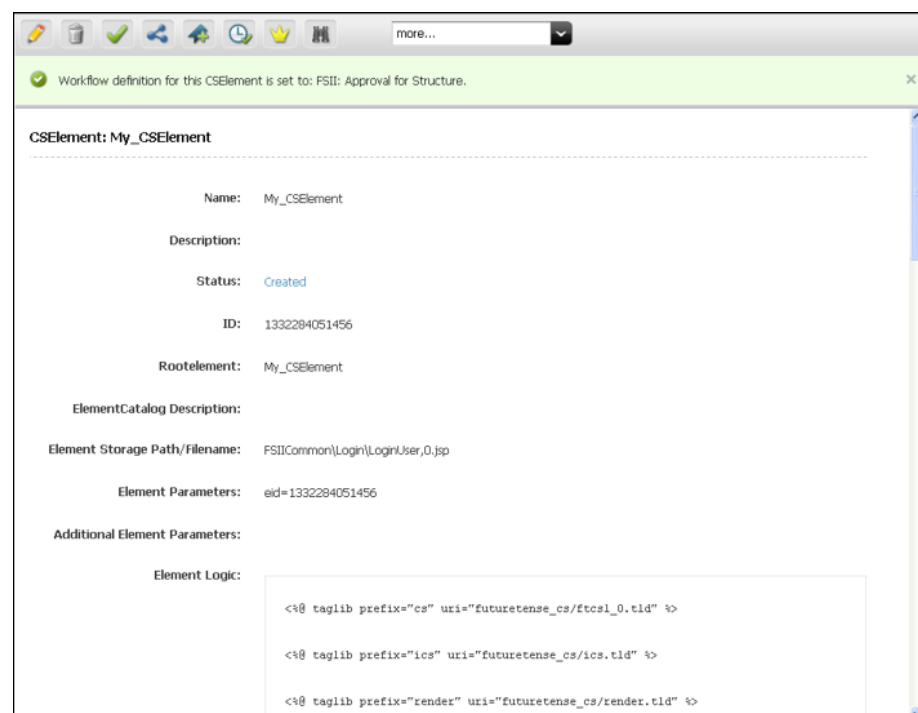 more...
Workflow definition for this CSElement is set to: FSII: Approval for Structure.
CSElement: My_CSElement
Name: My_CSElement
Description:
Status: Created
ID: 1332284051456
Rootelement: My_CSElement
ElementCatalog Description:
Element Storage Path/Filename: FSIICommon\Login\LoginUser,0.jsp
Element Parameters: eid=1332284051456
Additional Element Parameters:
Element Logic:
<%@ taglib prefix="cs" uri="futuretense_cs/ftcs1_0.tld" %>
<%@ taglib prefix="ics" uri="futuretense_cs/ics.tld" %>
<%@ taglib prefix="render" uri="futuretense_cs/render.tld" %>